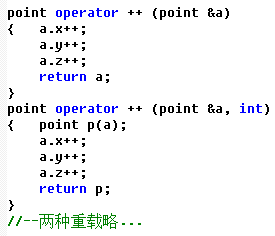 point operator ++ (point &a)
{   a.x++;
    a.y++;
    a.z++;
    return a;
}
point operator ++ (point &a, int)
{   point p(a);
    a.x++;
    a.y++;
    a.z++;
    return p;
}
//--两种重载略...